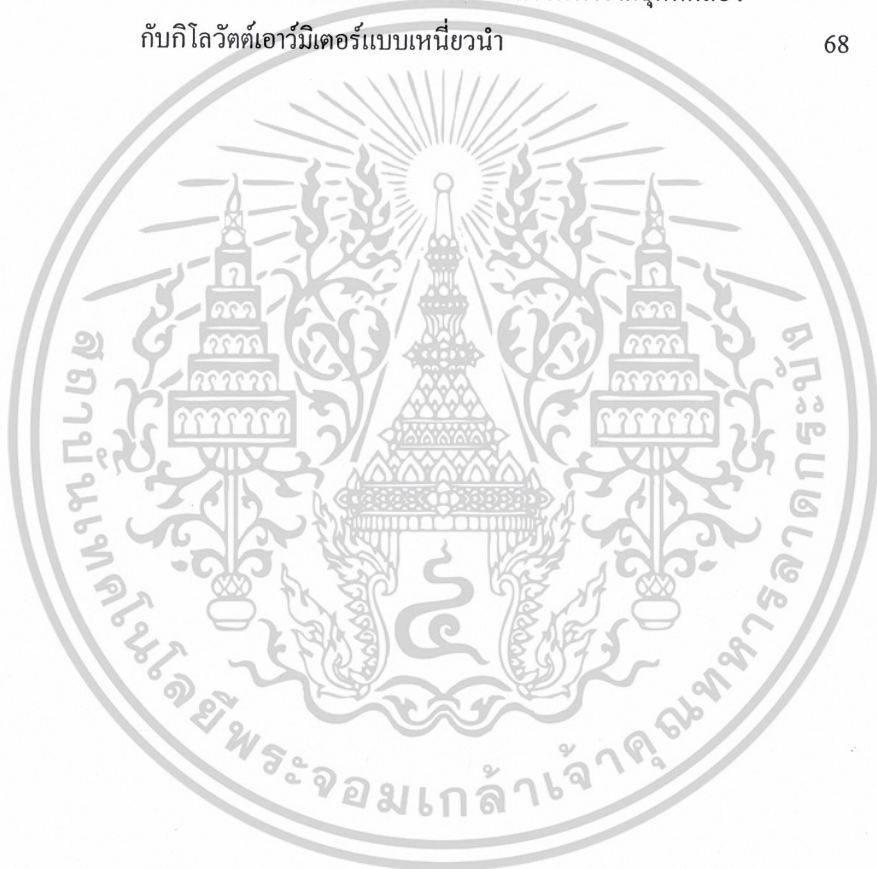 กับกิโลวัตต์เอาว์มิเตอร์แบบเหนี่ยวนำ 68
สถาบันเทคโนโลยีพระจอมเกล้าเจ้าคุณทหารลาดกระบัง
๔